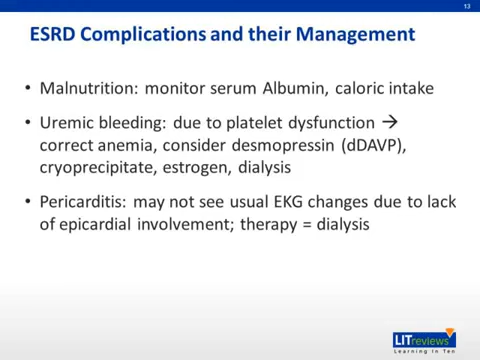 13
ESRD Complications and their Management
• Malnutrition: monitor serum Albumin, caloric intake
• Uremic bleeding: due to platelet dysfunction →
correct anemia, consider desmopressin (dDAVP),
cryoprecipitate, estrogen, dialysis
• Pericarditis: may not see usual EKG changes due to lack
of epicardial involvement; therapy = dialysis
LITreviews
Learning In Ten